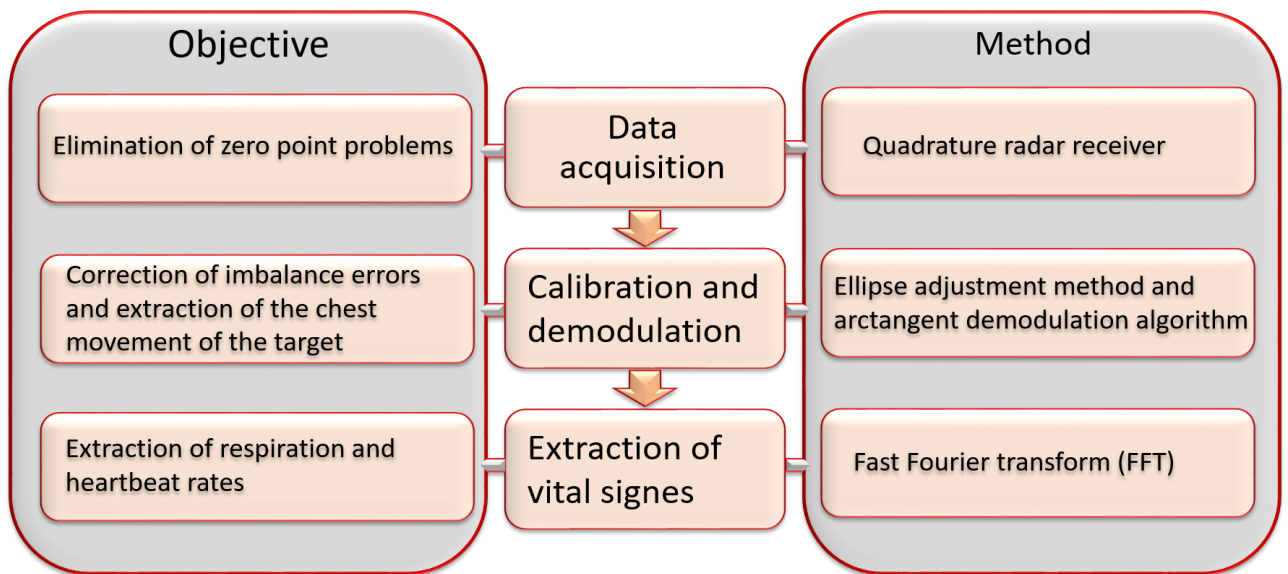 Objective
Method
Elimination of zero point problems
Data
acquisition
Quadrature radar receiver
Correction of imbalance errors
and extraction of the chest
movement of the target
Calibration and
demodulation
Ellipse adjustment method and
arctangent demodulation algorithm
Extraction of respiration and
heartbeat rates
Extraction of
vital signes
Fast Fourier transform (FFT)